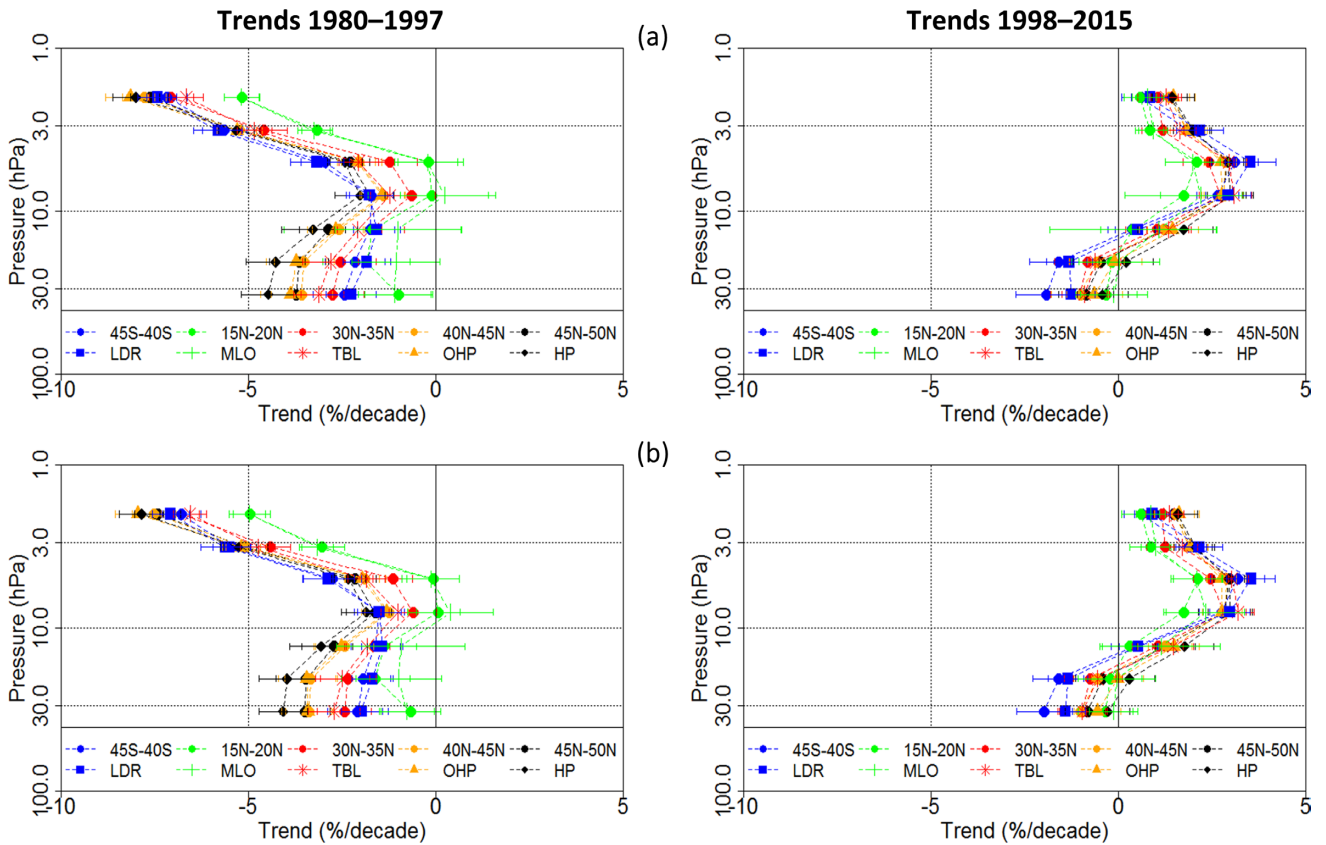 Trends 1980–1997
Trends 1998–2015
(a)
Pressure (hPa)
1.0
3.0
10.0
30.0
100.0
45S-40S 15N-20N 30N-35N 40N-45N 45N-50N
LDR MLO TBL OHP HP
-10 -5 0 5
Trend (%/decade)
Pressure (hPa)
1.0
3.0
10.0
30.0
100.0
45S-40S 15N-20N 30N-35N 40N-45N 45N-50N
LDR MLO TBL OHP HP
-10 -5 0 5
Trend (%/decade)
(b)
Pressure (hPa)
1.0
3.0
10.0
30.0
100.0
45S-40S 15N-20N 30N-35N 40N-45N 45N-50N
LDR MLO TBL OHP HP
-10 -5 0 5
Trend (%/decade)
Pressure (hPa)
1.0
3.0
10.0
30.0
100.0
45S-40S 15N-20N 30N-35N 40N-45N 45N-50N
LDR MLO TBL OHP HP
-10 -5 0 5
Trend (%/decade)